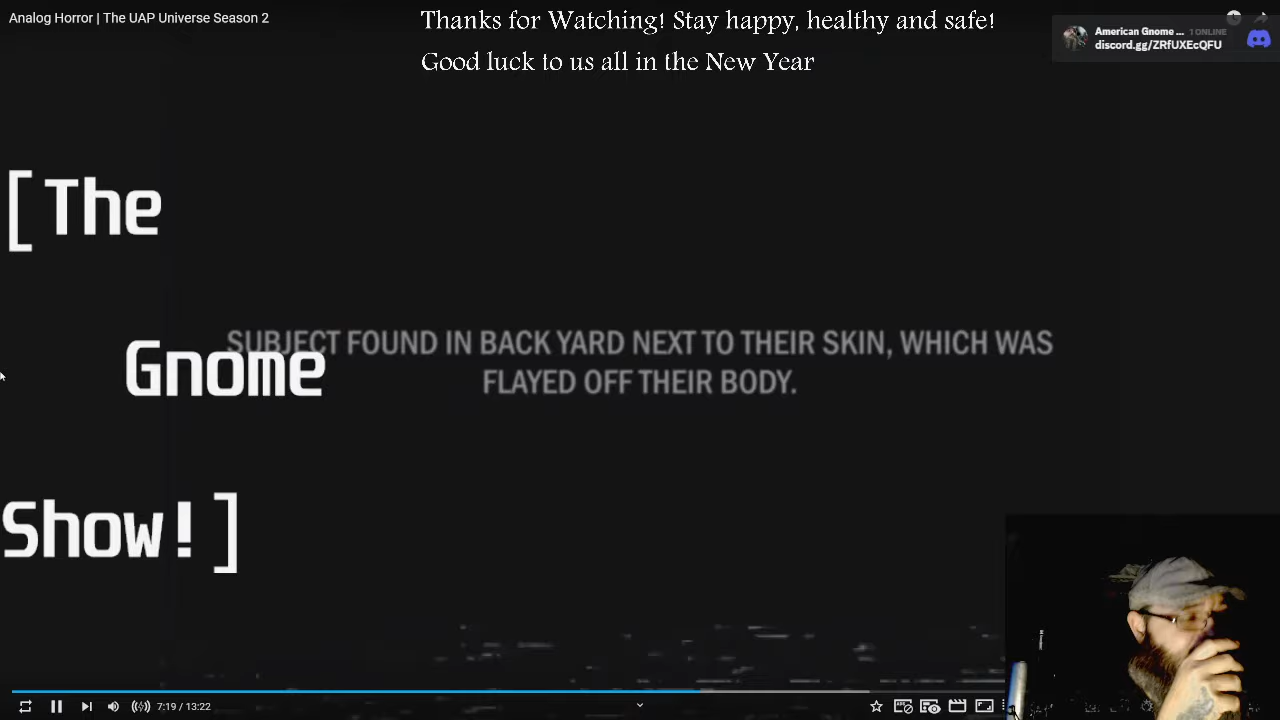 Analog Horror | The UAP Universe Season 2
Thanks for Watching! Stay happy, healthy and safe!
Good luck to us all in the New Year
American Gnome ... 1 ONLINE
discord.gg/ZRfUXEcQFU
[The
Gnome
Show!]
SUBJECT FOUND IN BACK YARD NEXT TO THEIR SKIN, WHICH WAS
FLAYED OFF THEIR BODY.
7:19 / 13:22